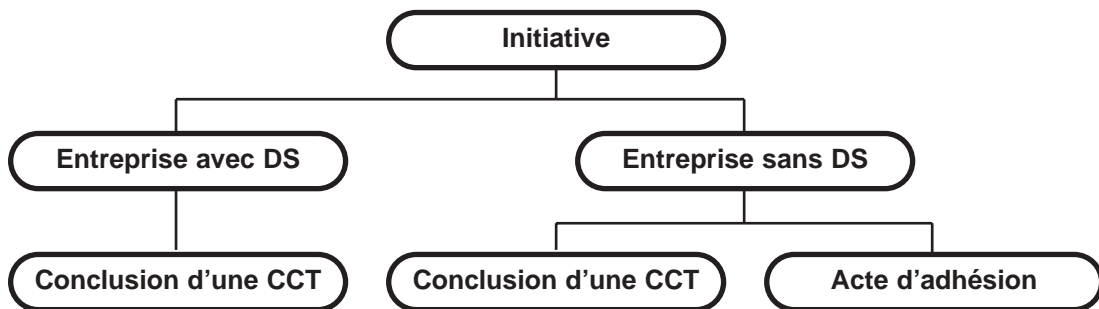 Initiative
Entreprise avec DS
Entreprise sans DS
Conclusion d’une CCT
Conclusion d’une CCT
Acte d’adhésion